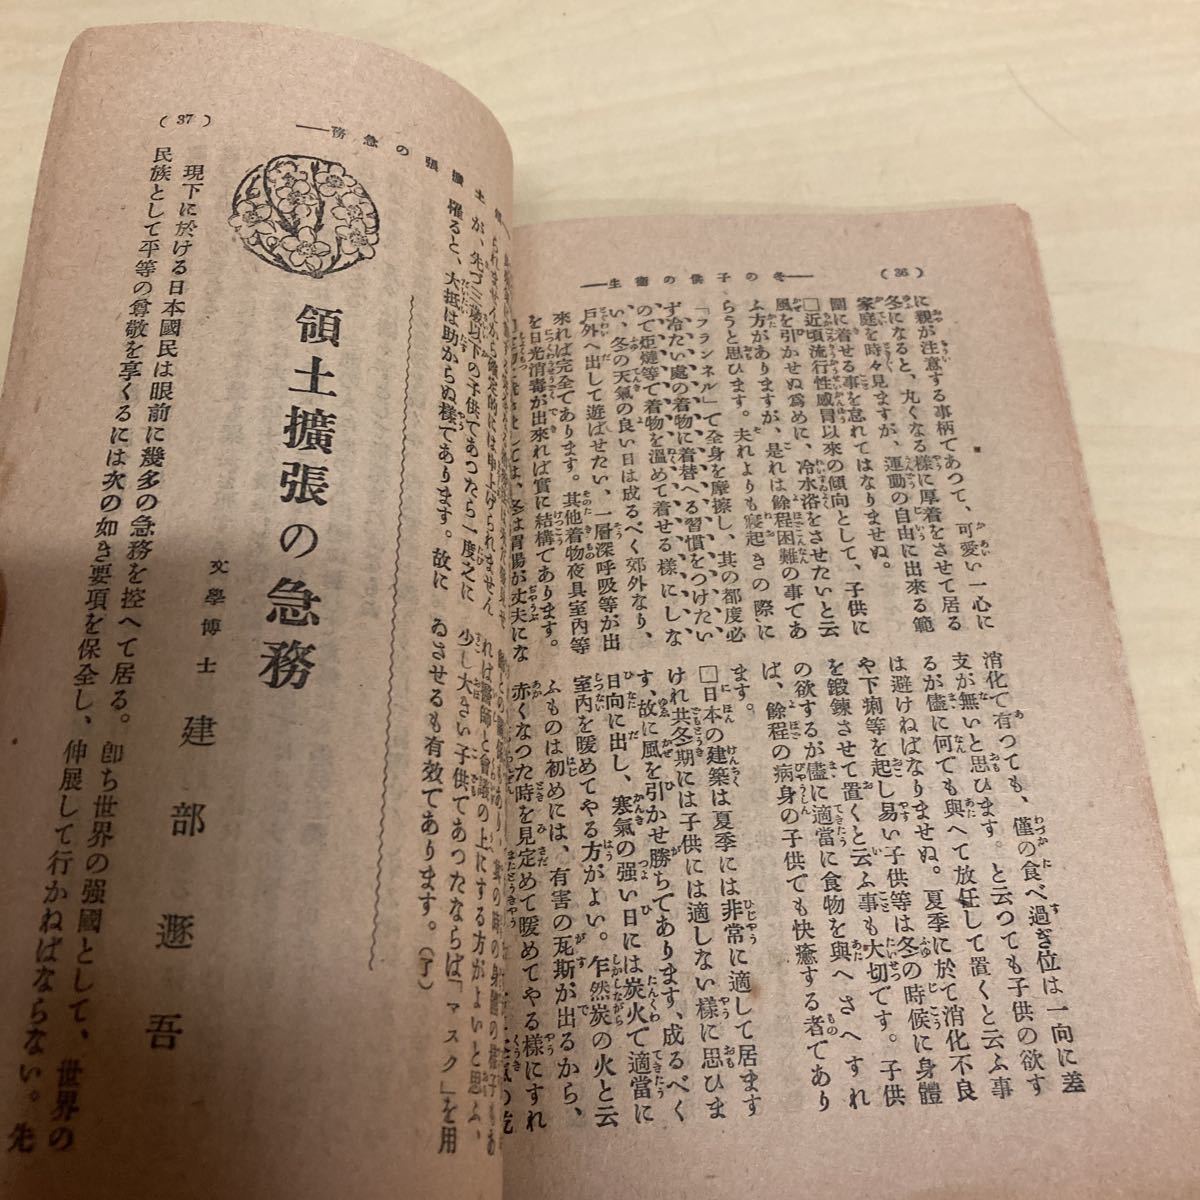 (36)
――冬の子供の衞生――
に親が注意する事柄であつて、可愛い一心に
冬になると、丸くなる樣に厚着をさせて居る
家庭を時々見ますが、運動の自由に出來る範
圍に着せる事を忘れてはなりませぬ。
□近頃流行性感冒以來の傾向として、子供に
風を引かせぬ爲めに、冷水浴をさせたいと云
ふ方がありますが、是れは餘程困難の事であ
らうと思ひます。夫れよりも寢起きの際に
「フランネル」で全身を摩擦し、其の都度必
ず冷たい處の着物に着替へる習慣をつけたい
ので炬燵等で着物を溫めて着せる樣にしな
い、冬の天氣の良い日は成るべく郊外なり、
戸外へ出して遊ばせたい、一層深呼吸等が出
來れば完全であります。其他着物夜具室內等
を日光消毒が出來れば實に結構であります。
ては、冬は胃腸が丈夫にな
消化で有つても、僅の食べ過ぎ位は一向に差
支が無いと思ひます。と云つても子供の欲す
るが儘に何でも與へて放任して置くと云ふ事
は避けねばなりませぬ。夏季に於て消化不良
や下痢等を起し易い子供等は冬の時候に身體
を鍛鍊させて置くと云ふ事も大切です。子供
の欲するが儘に適當に食物を與へさへすれ
ば、餘程の病身の子供でも快癒する者であり
ます。
□日本の建築は夏季には非常に適して居ます
けれ共冬期には子供には適しない樣に思ひま
す、故に風を引かせ勝ちであります、成るべく
日向に出し、寒氣の强い日には炭火で適當に
室內を暖めてやる方がよい。乍然炭の火と云
ふものは初めには、有害の瓦斯が出るから、
赤くなつた時を見定めて暖めてやる樣にすれ
(37)
土擴張の急務――
が、先づ三歲以下の子供であつたら一度之に
罹ると、大抵は助からぬ樣であります。故に
れは醫師と會議の上にする方がよいと思ふ、
少し大きい子供であつたならば「マスク」を用
ゐさせるも有效であります。(了)
領土擴張の急務
文學博士 建部遯吾
現下に於ける日本國民は眼前に幾多の急務を控へて居る。卽ち世界の强國として、世界の
民族として平等の尊敬を享くるには次の如き要項を保全し、伸展して行かねばならない。先